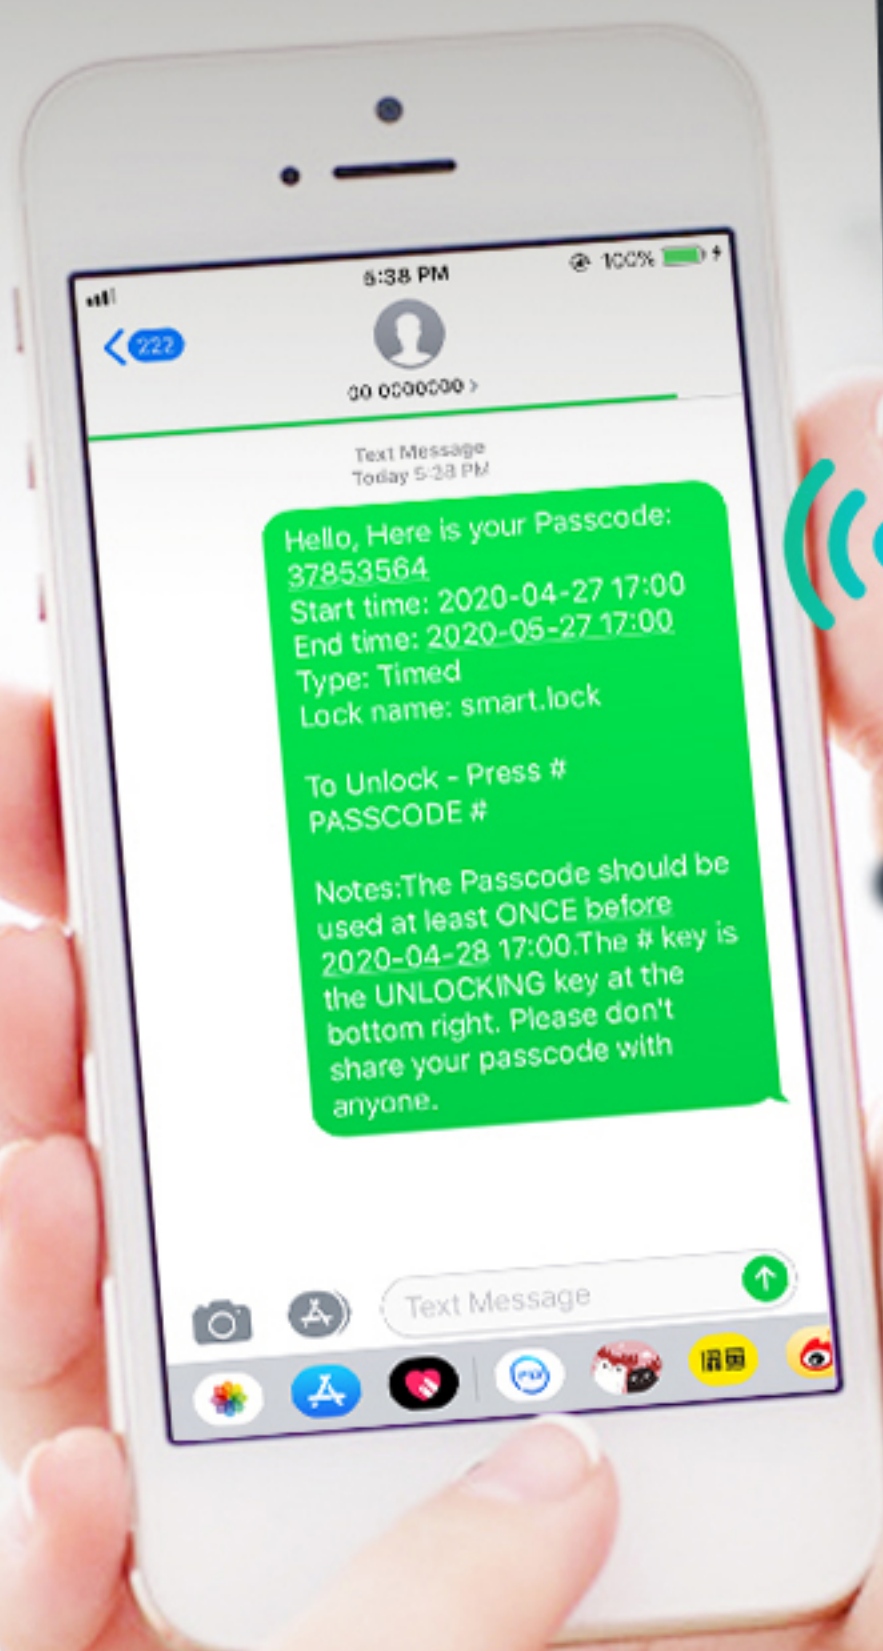 5:38 PM
100%
222
00 0000000 >
Text Message
Today 5:38 PM
Hello, Here is your Passcode:
37853564
Start time: 2020-04-27 17:00
End time: 2020-05-27 17:00
Type: Timed
Lock name: smart.lock
To Unlock - Press #
PASSCODE #
Notes:The Passcode should be
used at least ONCE before
2020-04-28 17:00.The # key is
the UNLOCKING key at the
bottom right. Please don't
share your passcode with
anyone.
Text Message